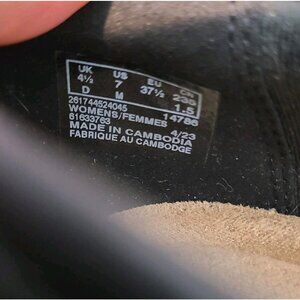 UK US EU CN
4½ 7 37½ 235
D M 1.5
261744524045 14786
WOMENS/FEMMES
61633763 4/23
MADE IN CAMBODIA
FABRIQUE AU CAMBODGE